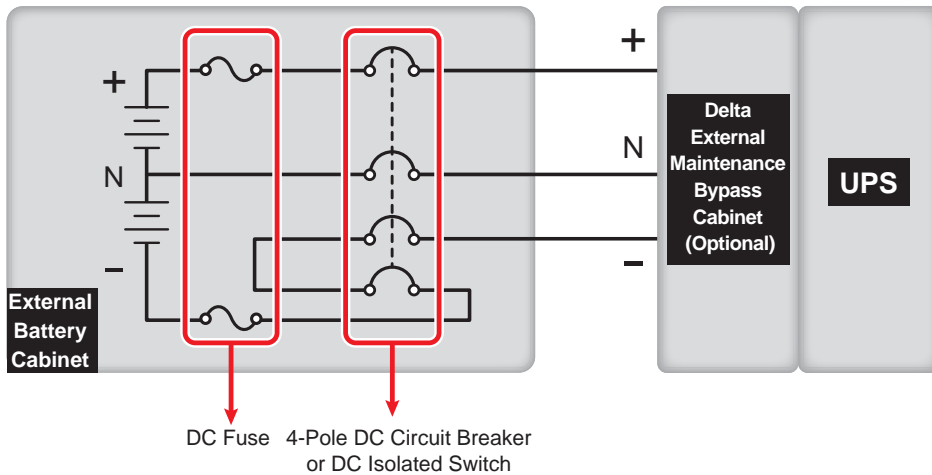 +
N
-
External
Battery
Cabinet
+
N
-
Delta
External
Maintenance
Bypass
Cabinet
(Optional)
UPS
DC Fuse
4-Pole DC Circuit Breaker
or DC Isolated Switch